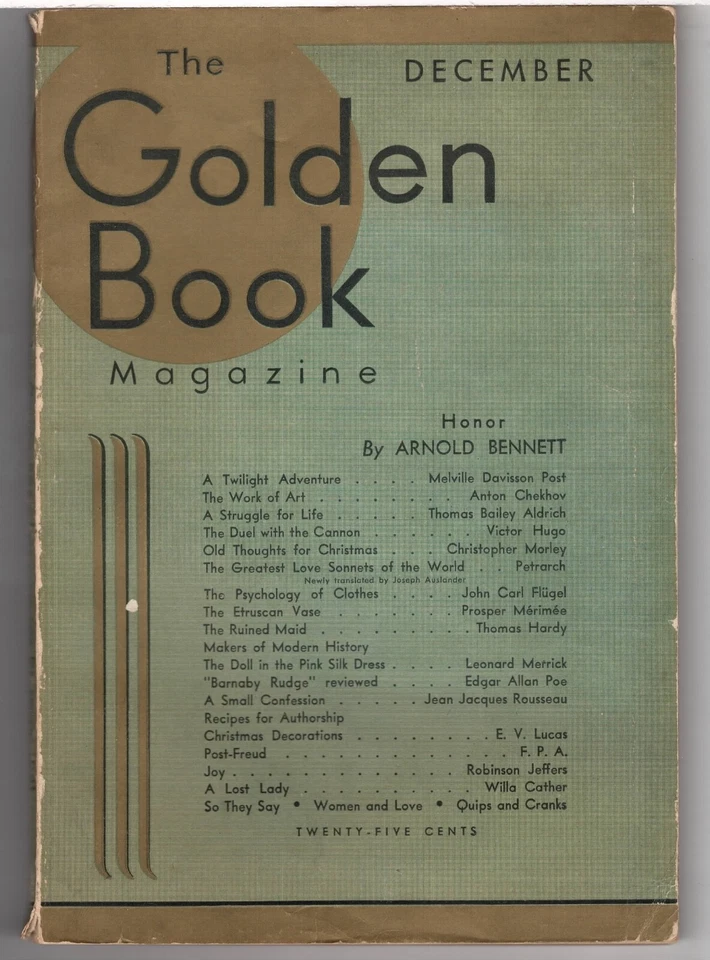 The
DECEMBER
Golden
Book
Magazine
Honor
By ARNOLD BENNETT
A Twilight Adventure . . . . Melville Davisson Post
The Work of Art . . . . . . . . Anton Chekhov
A Struggle for Life . . . . . Thomas Bailey Aldrich
The Duel with the Cannon . . . . . . Victor Hugo
Old Thoughts for Christmas . . . Christopher Morley
The Greatest Love Sonnets of the World . . Petrarch
Newly translated by Joseph Auslander
The Psychology of Clothes . . . . John Carl Flügel
The Etruscan Vase . . . . . . . Prosper Mérimée
The Ruined Maid . . . . . . . . . Thomas Hardy
Makers of Modern History
The Doll in the Pink Silk Dress . . . . Leonard Merrick
"Barnaby Rudge" reviewed . . . . Edgar Allan Poe
A Small Confession . . . . . Jean Jacques Rousseau
Recipes for Authorship
Christmas Decorations . . . . . . . . E. V. Lucas
Post-Freud . . . . . . . . . . . . F. P. A.
Joy . . . . . . . . . . . . . Robinson Jeffers
A Lost Lady . . . . . . . . . . Willa Cather
So They Say • Women and Love • Quips and Cranks
TWENTY-FIVE CENTS